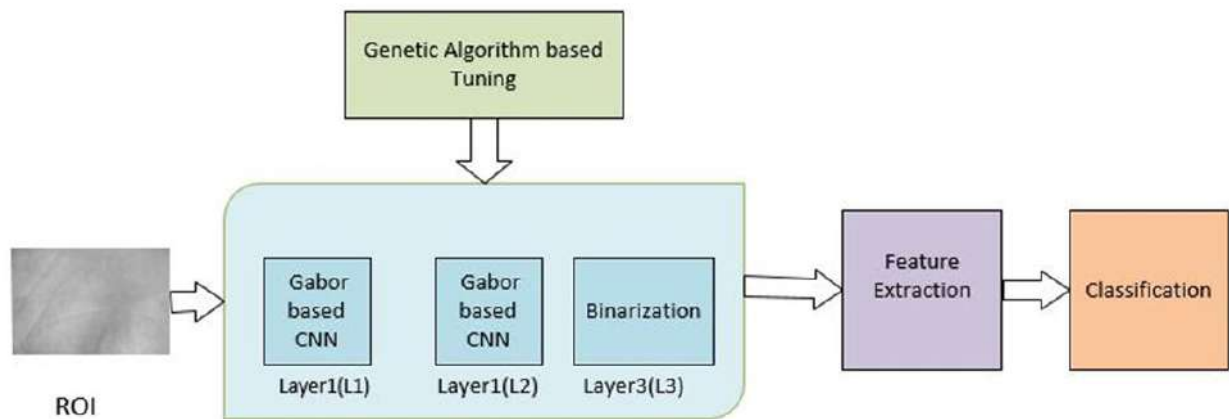 Genetic Algorithm based
Tuning
Gabor
based
CNN
Gabor
based
CNN
Binarization
Layer1(L1)
Layer1(L2)
Layer3(L3)
ROI
Feature
Extraction
Classification